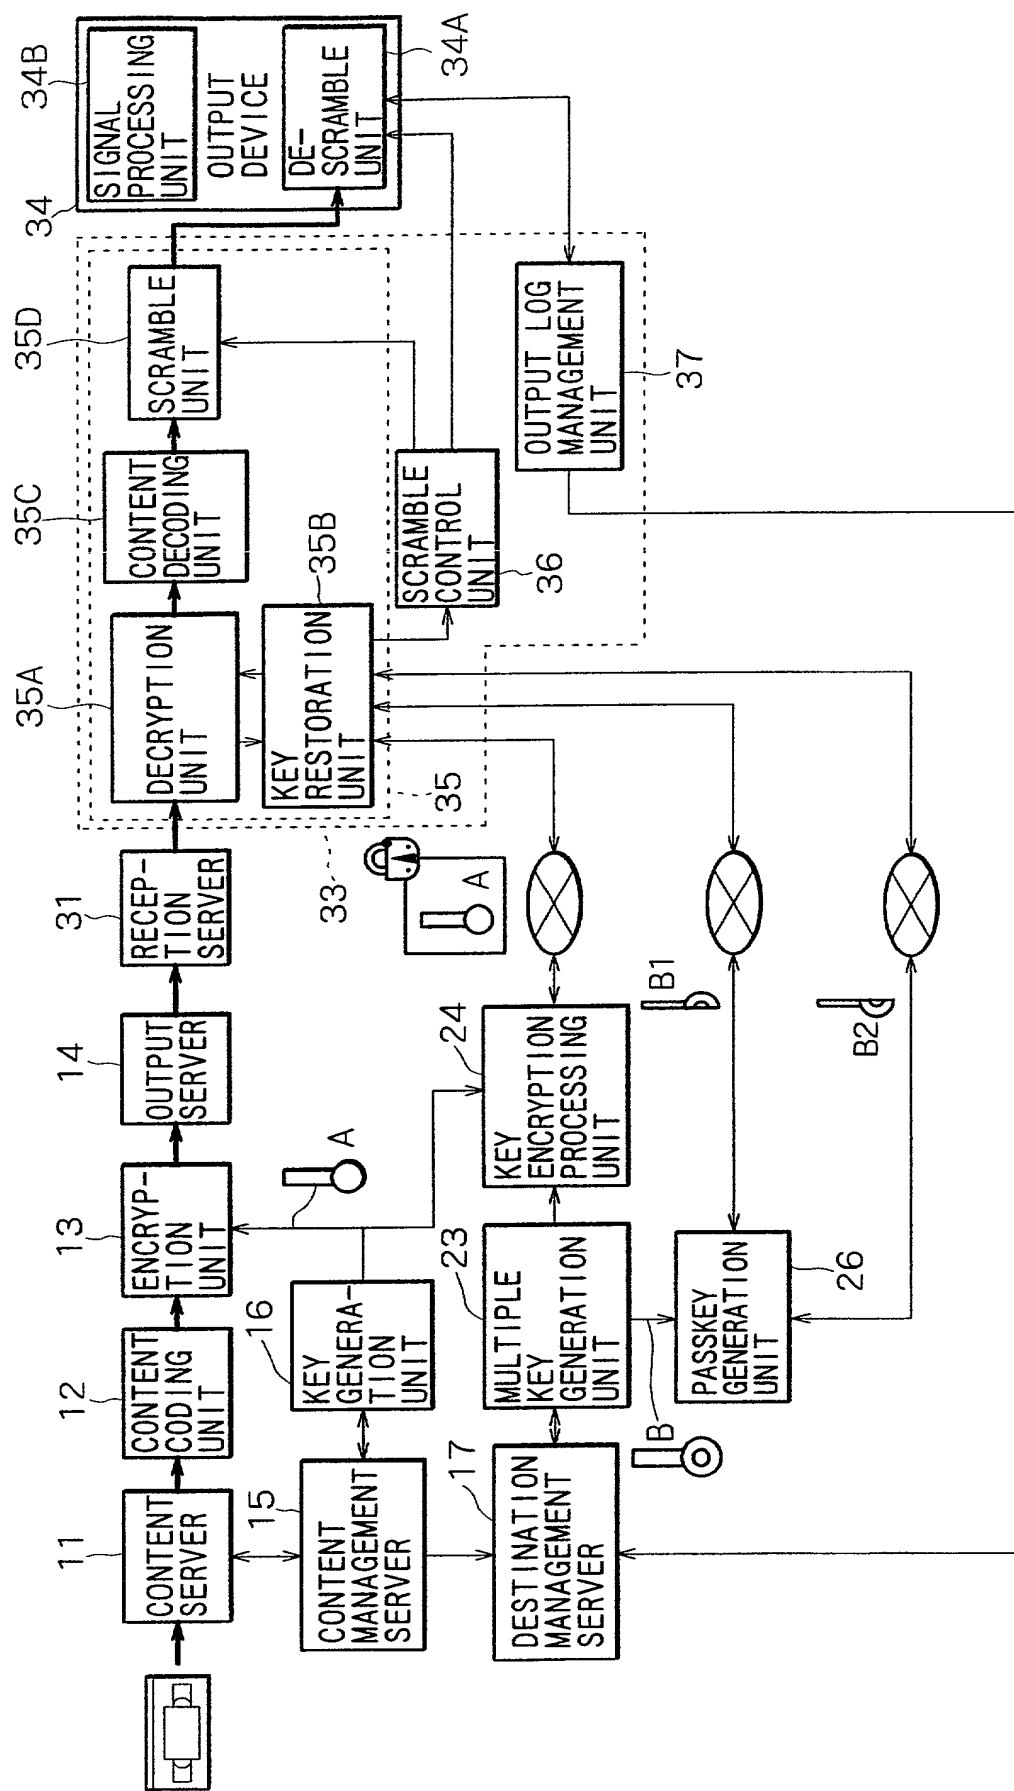 11
CONTENT
SERVER
12
CONTENT
CODING
UNIT
13
ENCRYP-
TION
UNIT
14
OUTPUT
SERVER
31
RECEP-
TION
SERVER
35A
DECRYPTION
UNIT
35C
CONTENT
DECODING
UNIT
35D
SCRAMBLE
UNIT
34
34B
SIGNAL
PROCESSING
UNIT
OUTPUT
DEVICE
DE-
SCRAMBLE
UNIT
34A
15
CONTENT
MANAGEMENT
SERVER
16
KEY
GENERA-
TION
UNIT
A
33
KEY
RESTORATION
UNIT
35B
35
SCRAMBLE
CONTROL
UNIT
36
A
17
DESTINATION
MANAGEMENT
SERVER
23
MULTIPLE
KEY
GENERATION
UNIT
24
KEY
ENCRYPTION
PROCESSING
UNIT
OUTPUT LOG
MANAGEMENT
UNIT
37
B
PASSKEY
GENERATION
UNIT
26
B1
B2